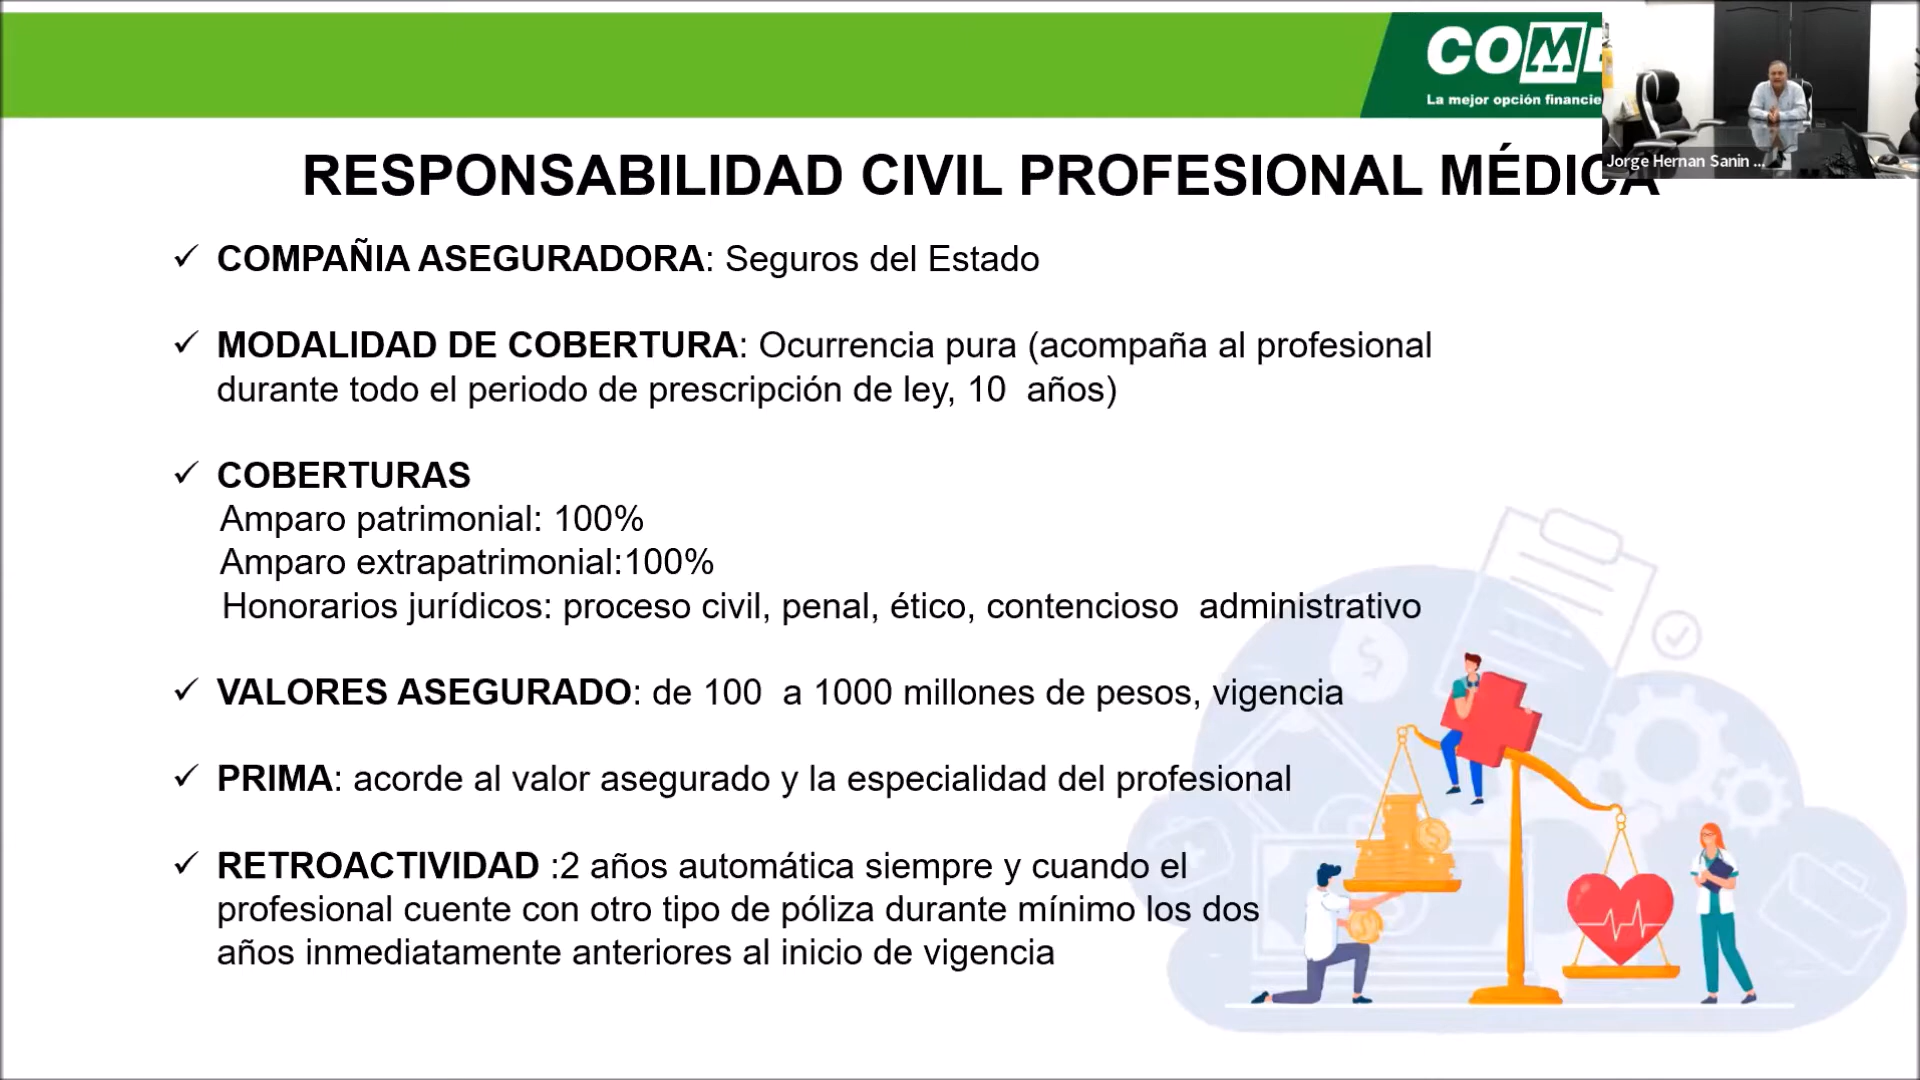 COM
La mejor opción financie
Jorge Hernan Sanin ...
RESPONSABILIDAD CIVIL PROFESIONAL MÉDICA
✓ COMPAÑIA ASEGURADORA: Seguros del Estado
✓ MODALIDAD DE COBERTURA: Ocurrencia pura (acompaña al profesional
durante todo el periodo de prescripción de ley, 10 años)
✓ COBERTURAS
Amparo patrimonial: 100%
Amparo extrapatrimonial:100%
Honorarios jurídicos: proceso civil, penal, ético, contencioso administrativo
✓ VALORES ASEGURADO: de 100 a 1000 millones de pesos, vigencia
✓ PRIMA: acorde al valor asegurado y la especialidad del profesional
✓ RETROACTIVIDAD :2 años automática siempre y cuando el
profesional cuente con otro tipo de póliza durante mínimo los dos
años inmediatamente anteriores al inicio de vigencia